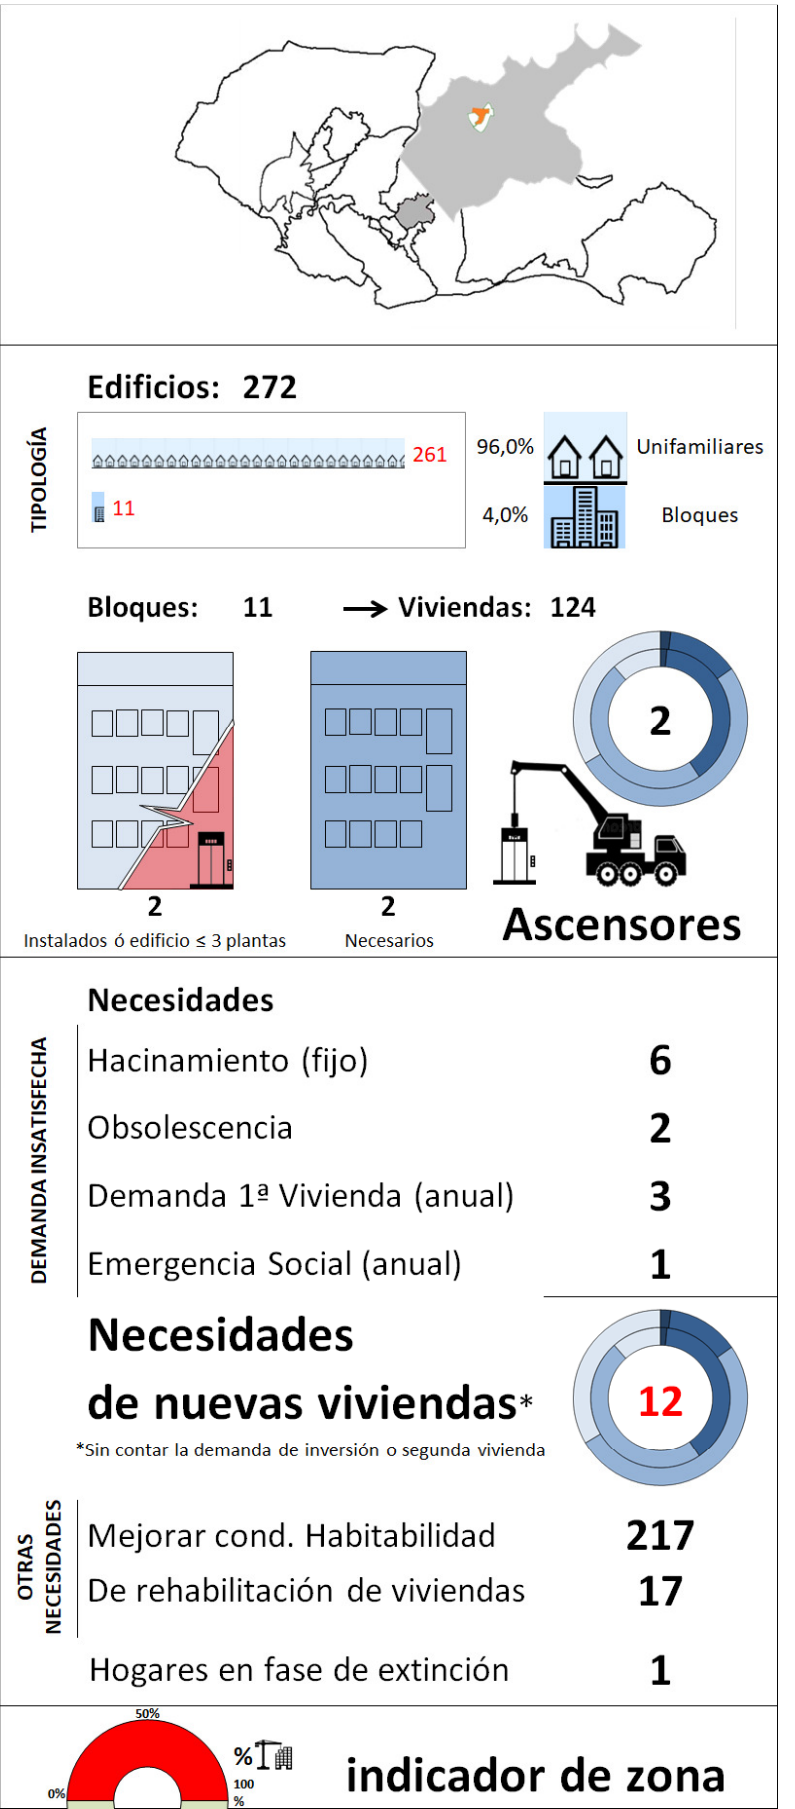 Edificios: 272
TIPOLOGÍA
261
96,0%
Unifamiliares
11
4,0%
Bloques
Bloques: 11 → Viviendas: 124
2
2
Instalados ó edificio ≤ 3 plantas
2
Necesarios
Ascensores
DEMANDA INSATISFECHA
Necesidades
Hacinamiento (fijo) 6
Obsolescencia 2
Demanda 1ª Vivienda (anual) 3
Emergencia Social (anual) 1
Necesidades
de nuevas viviendas*
12
*Sin contar la demanda de inversión o segunda vivienda
OTRAS
NECESIDADES
Mejorar cond. Habitabilidad 217
De rehabilitación de viviendas 17
Hogares en fase de extinción 1
50%
%
0%
100
%
indicador de zona